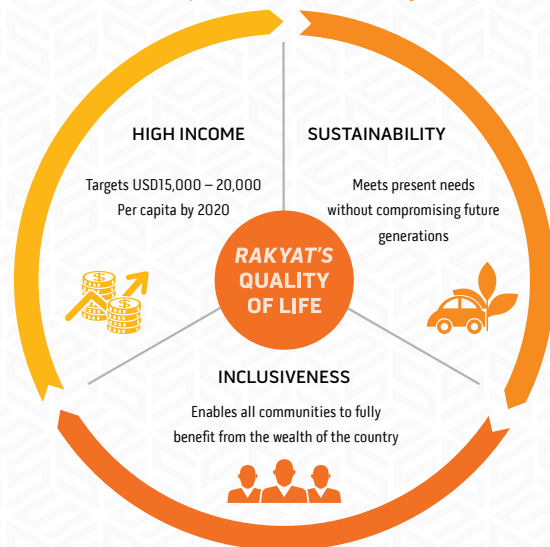 HIGH INCOME
Targets USD15,000 – 20,000
Per capita by 2020
SUSTAINABILITY
Meets present needs
without compromising future
generations
RAKYAT'S
QUALITY
OF LIFE
INCLUSIVENESS
Enables all communities to fully
benefit from the wealth of the country